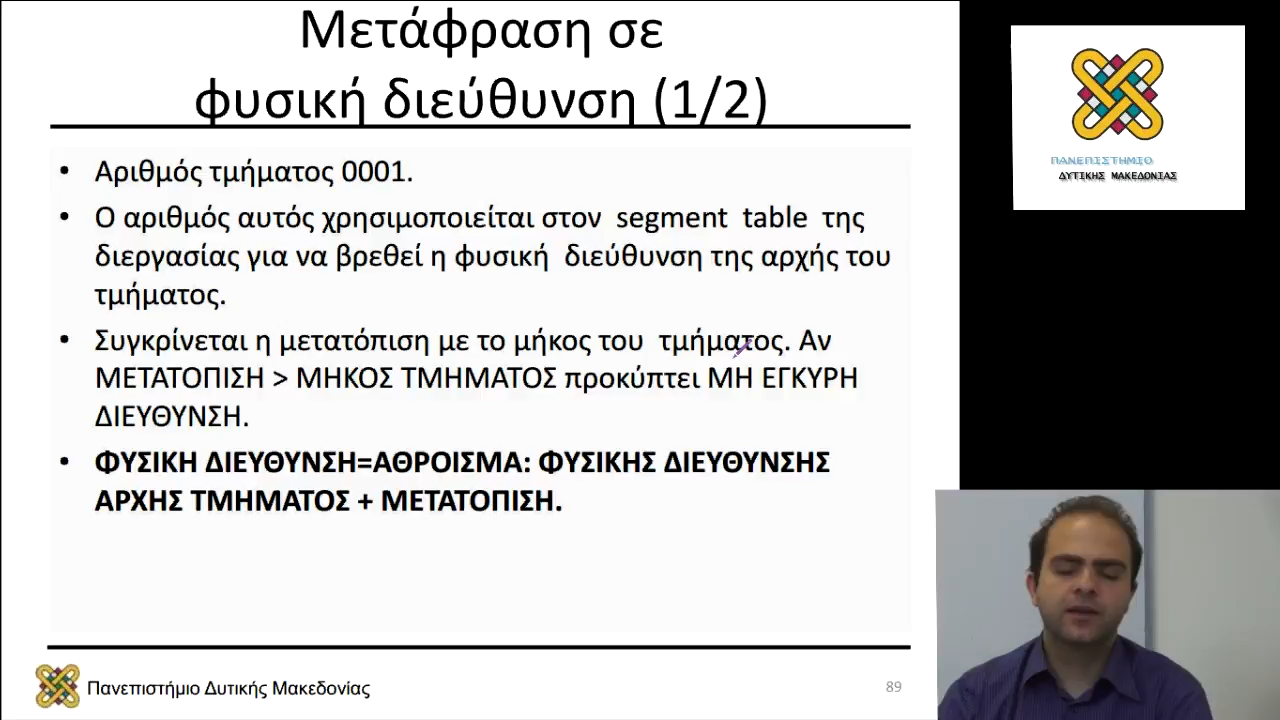 Μετάφραση σε
φυσική διεύθυνση (1/2)
• Αριθμός τμήματος 0001.
• Ο αριθμός αυτός χρησιμοποιείται στον segment table της
διεργασίας για να βρεθεί η φυσική διεύθυνση της αρχής του
τμήματος.
• Συγκρίνεται η μετατόπιση με το μήκος του τμήματος. Αν
ΜΕΤΑΤΟΠΙΣΗ > ΜΗΚΟΣ ΤΜΗΜΑΤΟΣ προκύπτει ΜΗ ΕΓΚΥΡΗ
ΔΙΕΥΘΥΝΣΗ.
• ΦΥΣΙΚΗ ΔΙΕΥΘΥΝΣΗ=ΑΘΡΟΙΣΜΑ: ΦΥΣΙΚΗΣ ΔΙΕΥΘΥΝΣΗΣ
ΑΡΧΗΣ ΤΜΗΜΑΤΟΣ + ΜΕΤΑΤΟΠΙΣΗ.
Πανεπιστήμιο Δυτικής Μακεδονίας
89
ΠΑΝΕΠΙΣΤΗΜΙΟ
ΔΥΤΙΚΗΣ ΜΑΚΕΔΟΝΙΑΣ